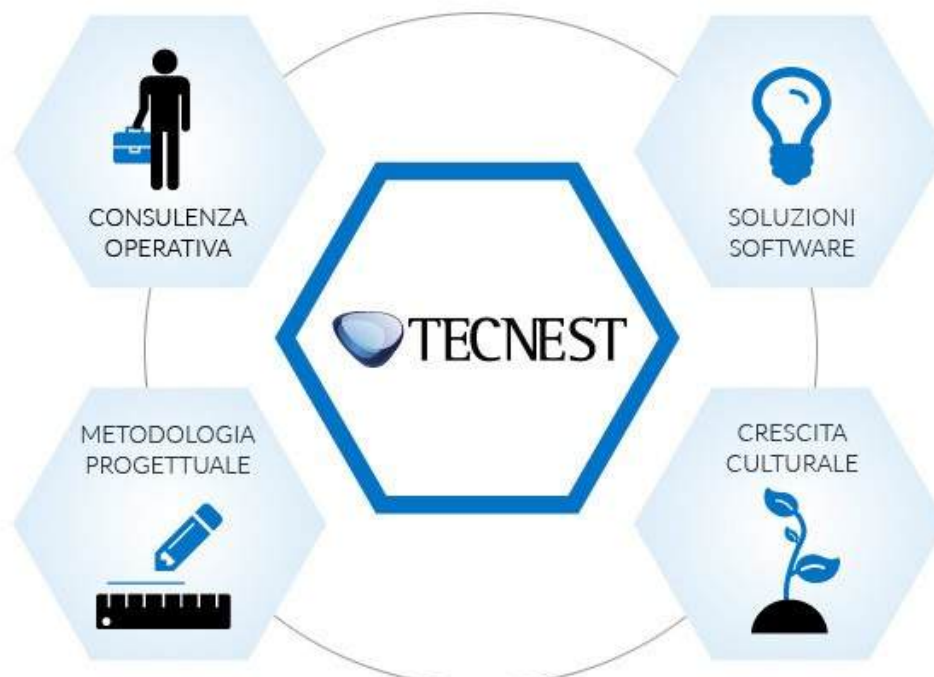 CONSULENZA
OPERATIVA
SOLUZIONI
SOFTWARE
TECNEST
METODOLOGIA
PROGETTUALE
CRESCITA
CULTURALE